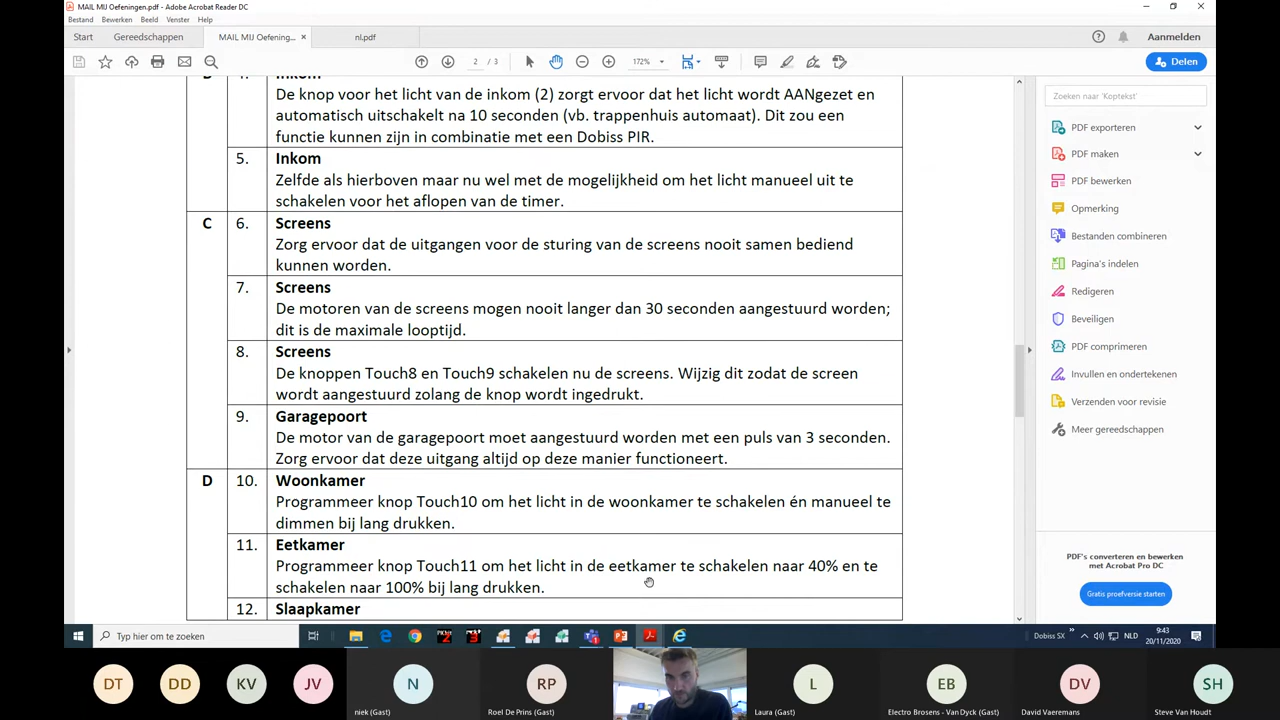 MAIL MIJ Oefeningen.pdf - Adobe Acrobat Reader DC
Bestand Bewerken Beeld Venster Help
Start Gereedschappen MAIL MIJ Oefening... × nl.pdf Aanmelden
2 / 3 172% Delen
D 4. Inkom
De knop voor het licht van de inkom (2) zorgt ervoor dat het licht wordt AANgezet en
automatisch uitschakelt na 10 seconden (vb. trappenhuis automaat). Dit zou een
functie kunnen zijn in combinatie met een Dobiss PIR.
5. Inkom
Zelfde als hierboven maar nu wel met de mogelijkheid om het licht manueel uit te
schakelen voor het aflopen van de timer.
C 6. Screens
Zorg ervoor dat de uitgangen voor de sturing van de screens nooit samen bediend
kunnen worden.
7. Screens
De motoren van de screens mogen nooit langer dan 30 seconden aangestuurd worden;
dit is de maximale looptijd.
8. Screens
De knoppen Touch8 en Touch9 schakelen nu de screens. Wijzig dit zodat de screen
wordt aangestuurd zolang de knop wordt ingedrukt.
9. Garagepoort
De motor van de garagepoort moet aangestuurd worden met een puls van 3 seconden.
Zorg ervoor dat deze uitgang altijd op deze manier functioneert.
D 10. Woonkamer
Programmeer knop Touch10 om het licht in de woonkamer te schakelen én manueel te
dimmen bij lang drukken.
11. Eetkamer
Programmeer knop Touch11 om het licht in de eetkamer te schakelen naar 40% en te
schakelen naar 100% bij lang drukken.
12. Slaapkamer
Zoeken naar 'Koptekst'
PDF exporteren
PDF maken
PDF bewerken
Opmerking
Bestanden combineren
Pagina's indelen
Redigeren
Beveiligen
PDF comprimeren
Invullen en ondertekenen
Verzenden voor revisie
Meer gereedschappen
PDF's converteren en bewerken
met Acrobat Pro DC
Gratis proefversie starten
Typ hier om te zoeken
Dobiss SX » NLD 9:43
20/11/2020
DT DD KV JV N RP L EB DV SH
niek (Gast) Roel De Prins (Gast) Laura (Gast) Electro Brosens - Van Dyck (Gast) David Vaeremans Steve Van Houdt